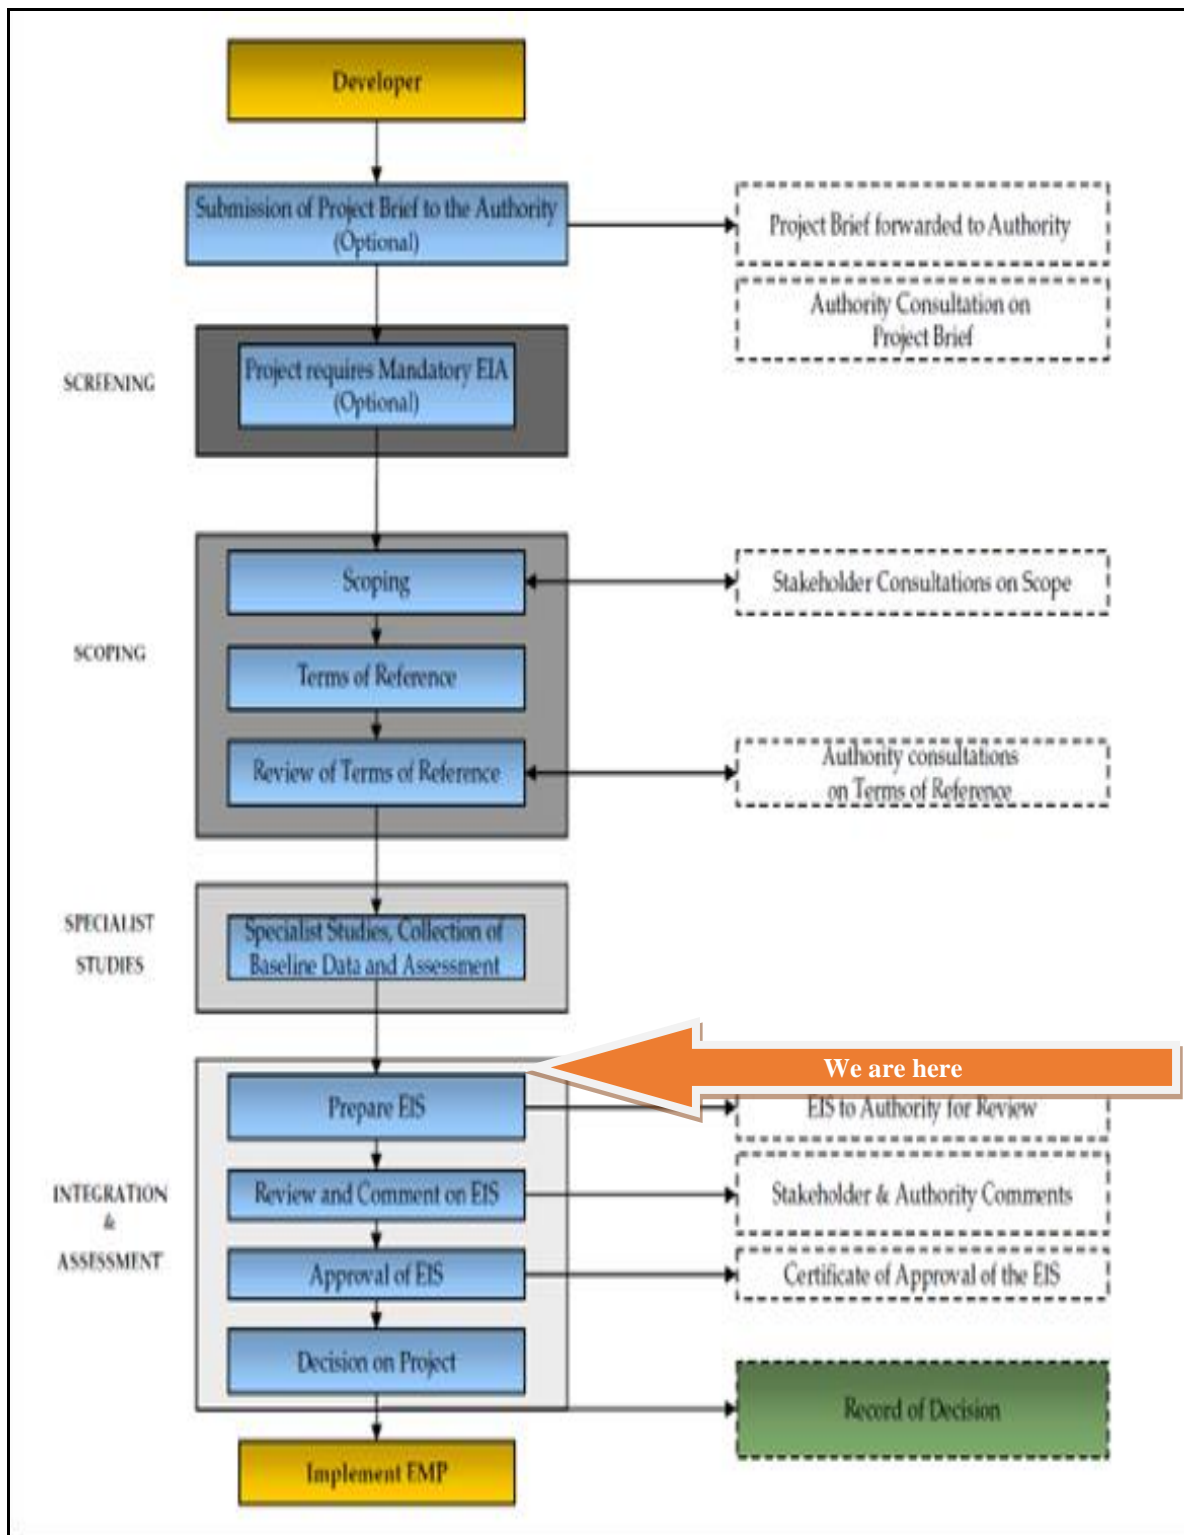 Developer
Submission of Project Brief to the Authority
(Optional)
Project Brief forwarded to Authority
Authority Consultation on
Project Brief
SCREENING
Project requires Mandatory EIA
(Optional)
SCOPING
Scoping
Stakeholder Consultations on Scope
Terms of Reference
Review of Terms of Reference
Authority consultations
on Terms of Reference
SPECIALIST
STUDIES
Specialist Studies, Collection of
Baseline Data and Assessment
We are here
Prepare EIS
EIS to Authority for Review
INTEGRATION
&
ASSESSMENT
Review and Comment on EIS
Stakeholder & Authority Comments
Approval of EIS
Certificate of Approval of the EIS
Decision on Project
Record of Decision
Implement EMP